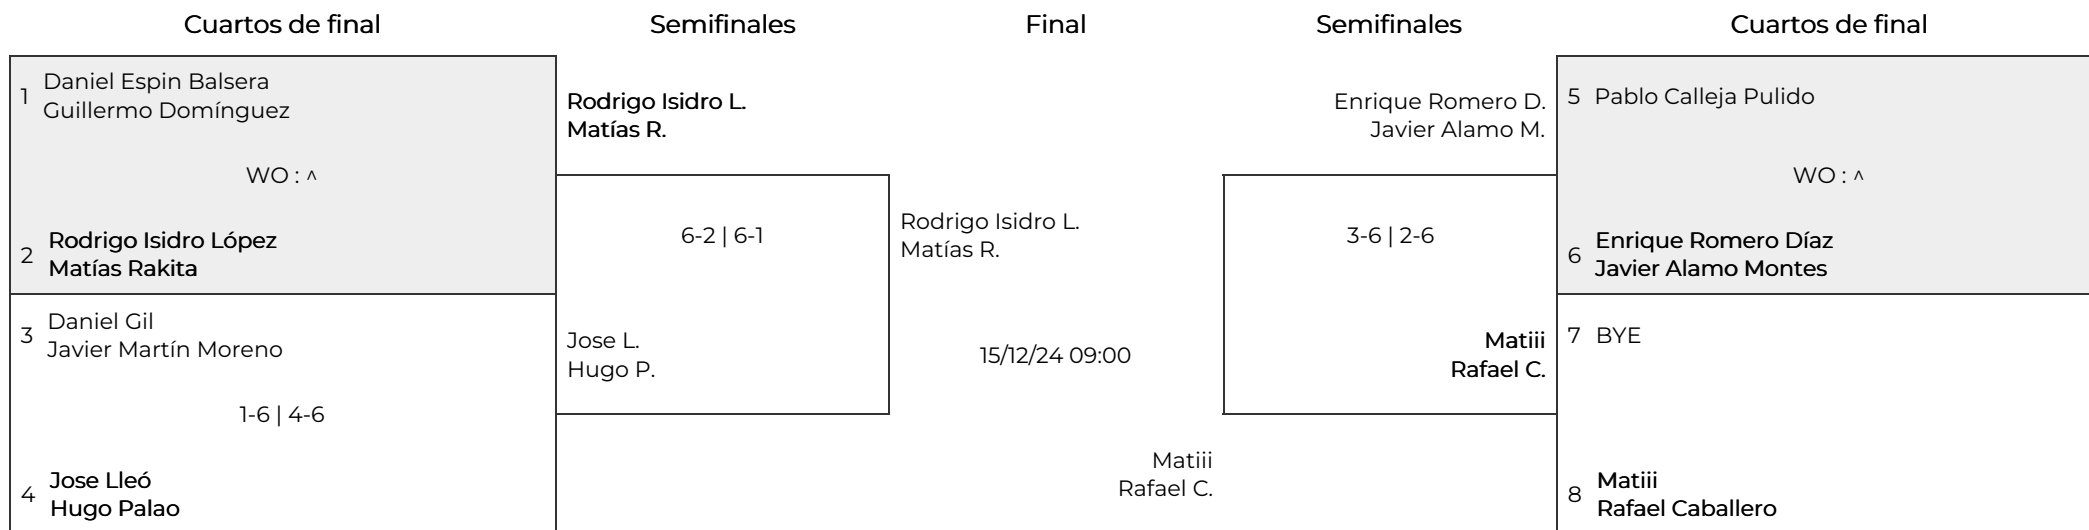 Cuartos de final
Semifinales
Final
Semifinales
Cuartos de final
1
Daniel Espin Balsera
Guillermo Domínguez
WO : ^
2
Rodrigo Isidro López
Matías Rakita
3
Daniel Gil
Javier Martín Moreno
1-6 | 4-6
4
Jose Lleó
Hugo Palao
Rodrigo Isidro L.
Matías R.
6-2 | 6-1
Jose L.
Hugo P.
Rodrigo Isidro L.
Matías R.
15/12/24 09:00
Matiii
Rafael C.
Enrique Romero D.
Javier Alamo M.
3-6 | 2-6
Matiii
Rafael C.
5 Pablo Calleja Pulido
WO : ^
6
Enrique Romero Díaz
Javier Alamo Montes
7 BYE
8
Matiii
Rafael Caballero